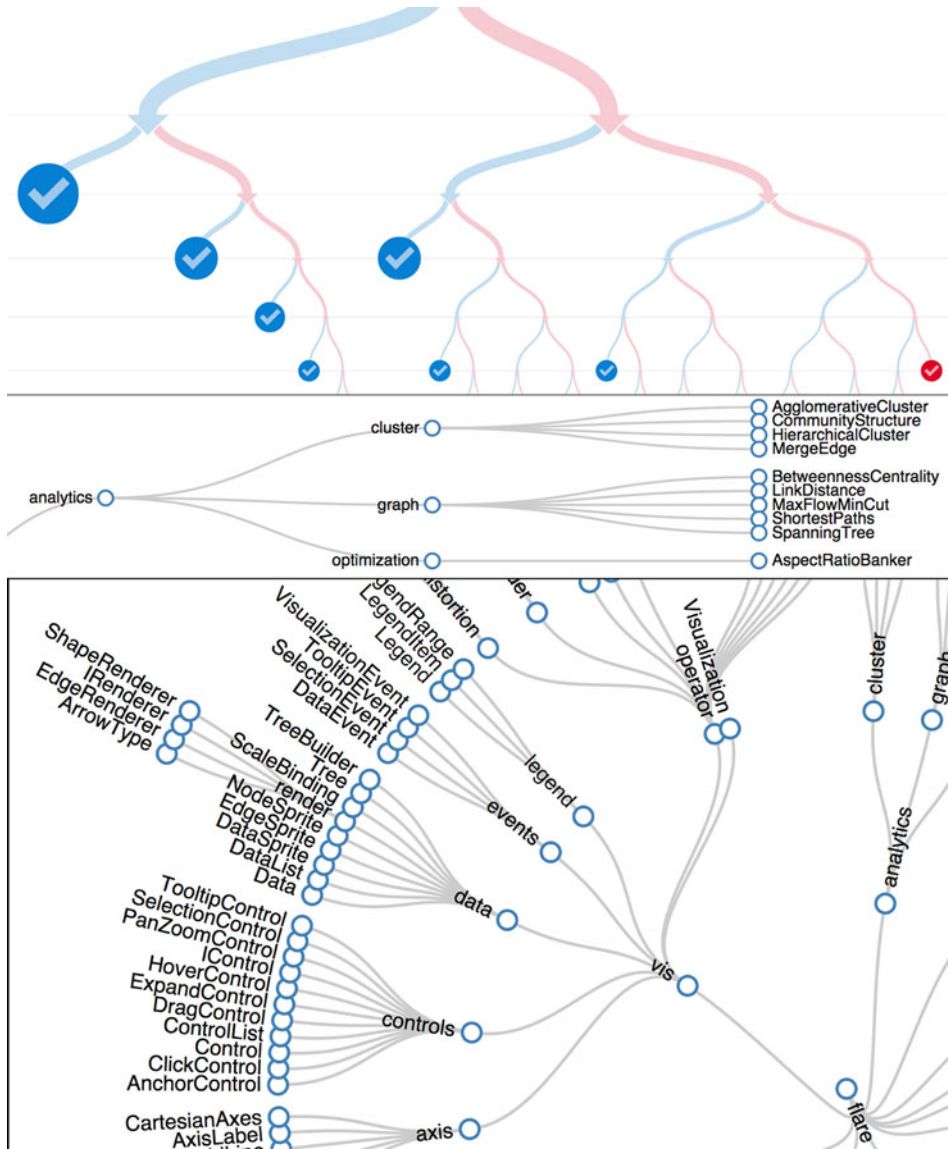 AgglomerativeCluster
CommunityStructure
cluster
HierarchicalCluster
MergeEdge
analytics
BetweennessCentrality
LinkDistance
graph
MaxFlowMinCut
ShortestPaths
SpanningTree
optimization
AspectRatioBanker
LegendItem
Legend
VisualizationEvent
TooltipEvent
SelectionEvent
DataEvent
Visualization
operator
cluster
graph
ShapeRenderer
IRenderer
EdgeRenderer
ArrowType
legend
events
TreeBuilder
Tree
ScaleBinding
render
NodeSprite
EdgeSprite
DataSprite
DataList
Data
analytics
data
vis
TooltipControl
SelectionControl
PanZoomControl
IControl
HoverControl
ExpandControl
DragControl
ControlList
Control
ClickControl
AnchorControl
controls
flare
CartesianAxes
AxisLabel
axis